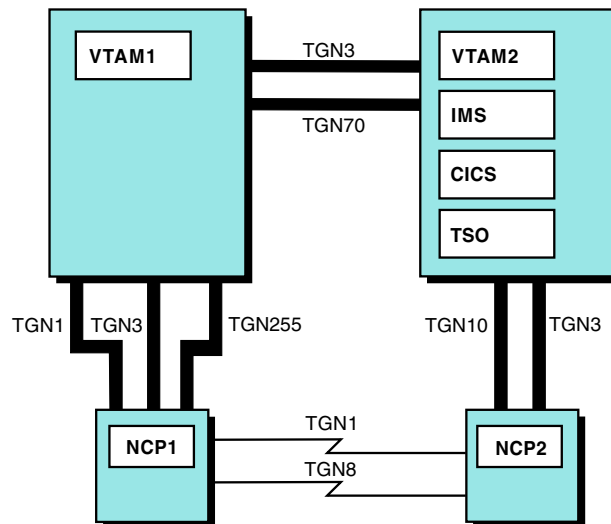 VTAM1
TGN3
VTAM2
TGN70
IMS
CICS
TSO
TGN1
TGN3
TGN255
TGN10
TGN3
NCP1
TGN1
NCP2
TGN8